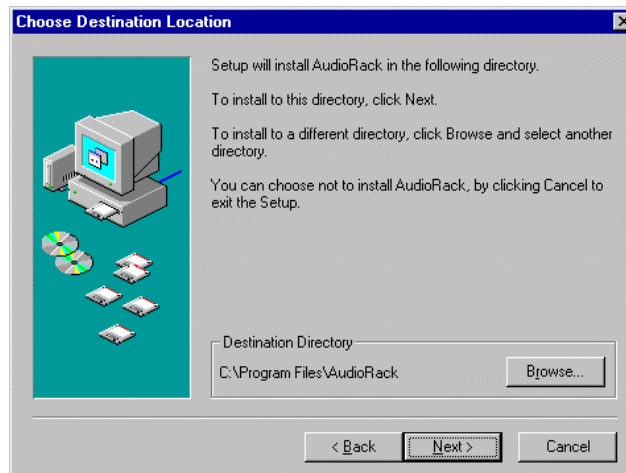 Choose Destination Location
Setup will install AudioRack in the following directory.
To install to this directory, click Next.
To install to a different directory, click Browse and select another
directory.
You can choose not to install AudioRack, by clicking Cancel to
exit the Setup.
Destination Directory
C:\Program Files\AudioRack
Browse...
< Back
Next >
Cancel